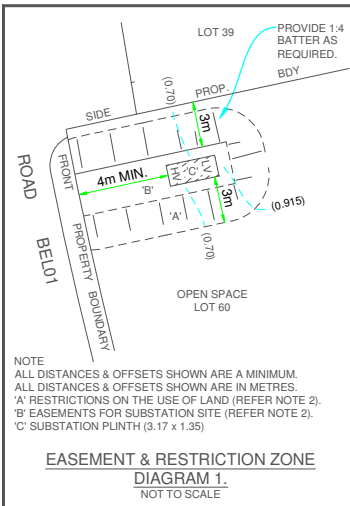 LOT 39
PROVIDE 1:4
BATTER AS
REQUIRED.
SIDE PROP. BDY
(0.70)
3m
ROAD BEL01
FRONT PROPERTY BOUNDARY
4m MIN.
'B'
HV 'C' LV
'A'
3m
(0.915)
(0.70)
OPEN SPACE
LOT 60
NOTE
ALL DISTANCES & OFFSETS SHOWN ARE A MINIMUM.
ALL DISTANCES & OFFSETS SHOWN ARE IN METRES.
'A' RESTRICTIONS ON THE USE OF LAND (REFER NOTE 2).
'B' EASEMENTS FOR SUBSTATION SITE (REFER NOTE 2).
'C' SUBSTATION PLINTH (3.17 x 1.35)
EASEMENT & RESTRICTION ZONE
DIAGRAM 1.
NOT TO SCALE